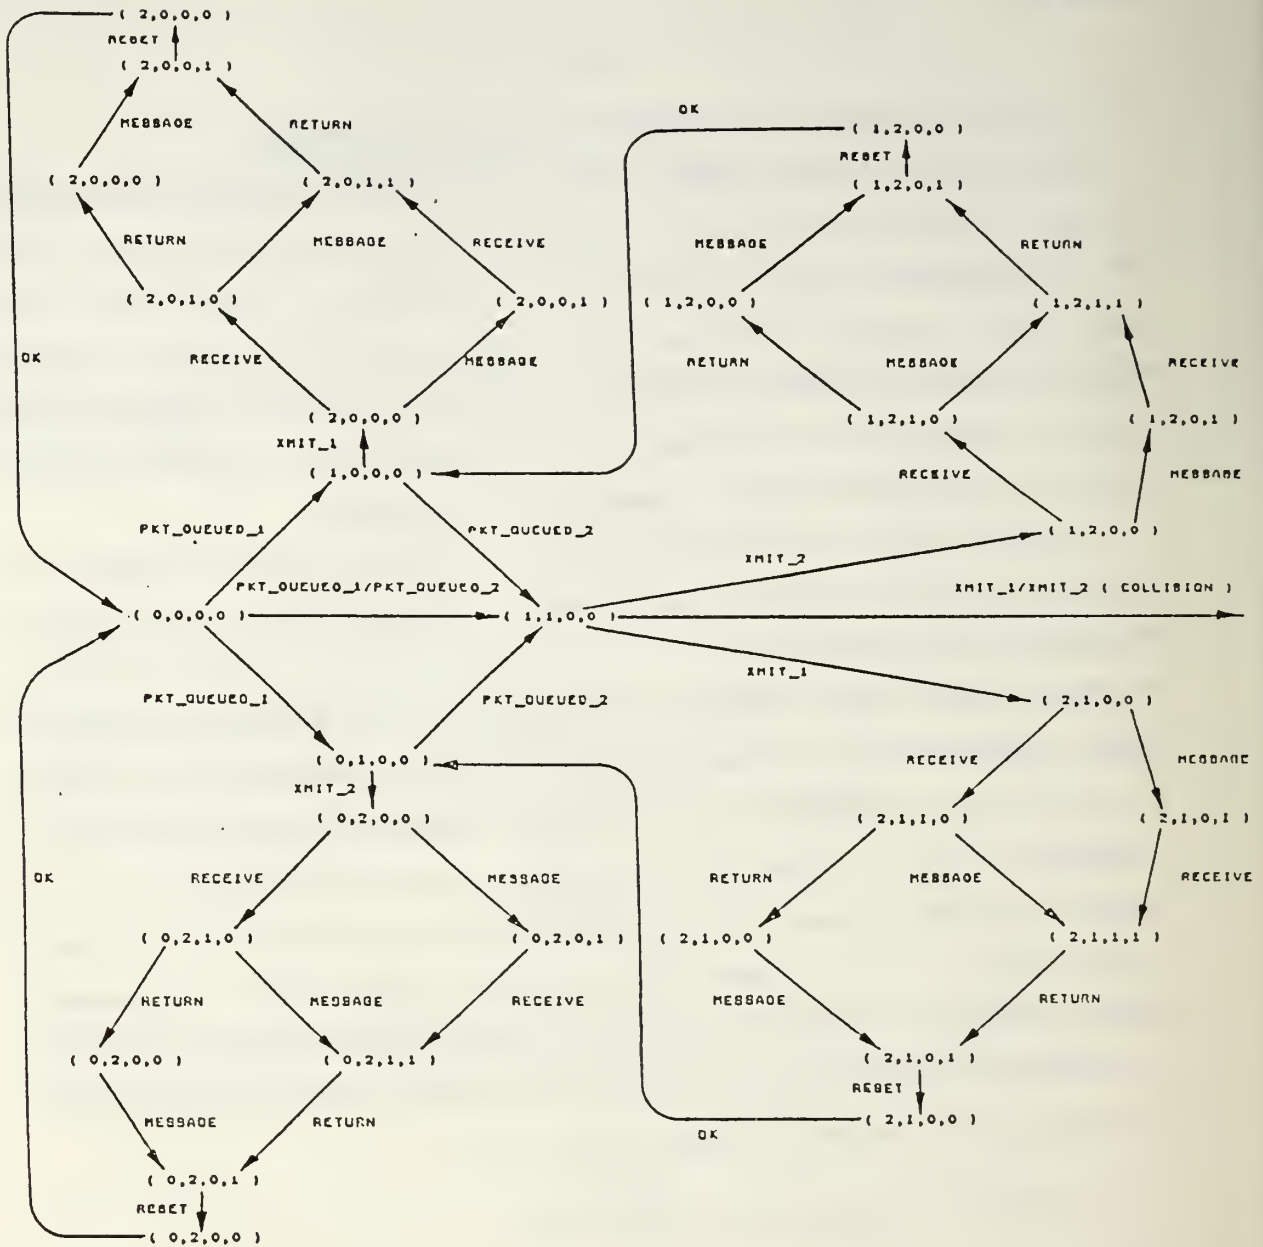 ( 2,0,0,0 )
RESET
( 2,0,0,1 )
MESSAGE
RETURN
( 2,0,0,0 )
( 2,0,1,1 )
RETURN
MESSAGE
RECEIVE
( 2,0,1,0 )
( 2,0,0,1 )
OK
RECEIVE
MESSAGE
( 2,0,0,0 )
XMIT_1
( 1,0,0,0 )
OK
( 1,2,0,0 )
RESET
( 1,2,0,1 )
MESSAGE
RETURN
( 1,2,0,0 )
( 1,2,1,1 )
RETURN
MESSAGE
RECEIVE
( 1,2,1,0 )
( 1,2,0,1 )
RECEIVE
MESSAGE
( 1,2,0,0 )
PKT_QUEUED_1
PKT_QUEUED_2
XMIT_2
PKT_QUEUED_1/PKT_QUEUED_2
XMIT_1/XMIT_2 ( COLLISION )
( 0,0,0,0 )
( 1,1,0,0 )
XMIT_1
PKT_QUEUED_1
PKT_QUEUED_2
( 0,1,0,0 )
XMIT_2
( 0,2,0,0 )
OK
RECEIVE
MESSAGE
( 0,2,1,0 )
( 0,2,0,1 )
RETURN
MESSAGE
RECEIVE
( 0,2,0,0 )
( 0,2,1,1 )
MESSAGE
RETURN
( 0,2,0,1 )
RESET
( 0,2,0,0 )
( 2,1,0,0 )
RECEIVE
MESSAGE
( 2,1,1,0 )
( 2,1,0,1 )
RETURN
MESSAGE
RECEIVE
( 2,1,0,0 )
( 2,1,1,1 )
MESSAGE
RETURN
( 2,1,0,1 )
RESET
( 2,1,0,0 )
OK